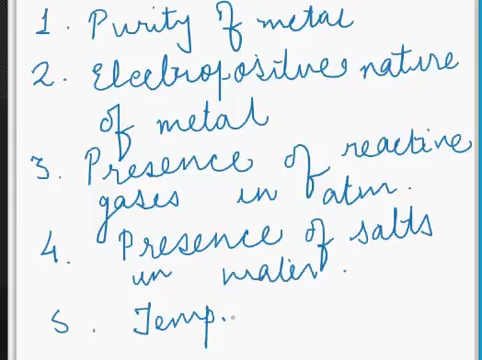 1. Purity of metal
2. Electropositive nature
of metal
3. Presence of reactive
gases in atm.
4. Presence of salts
in water.
5. Temp.